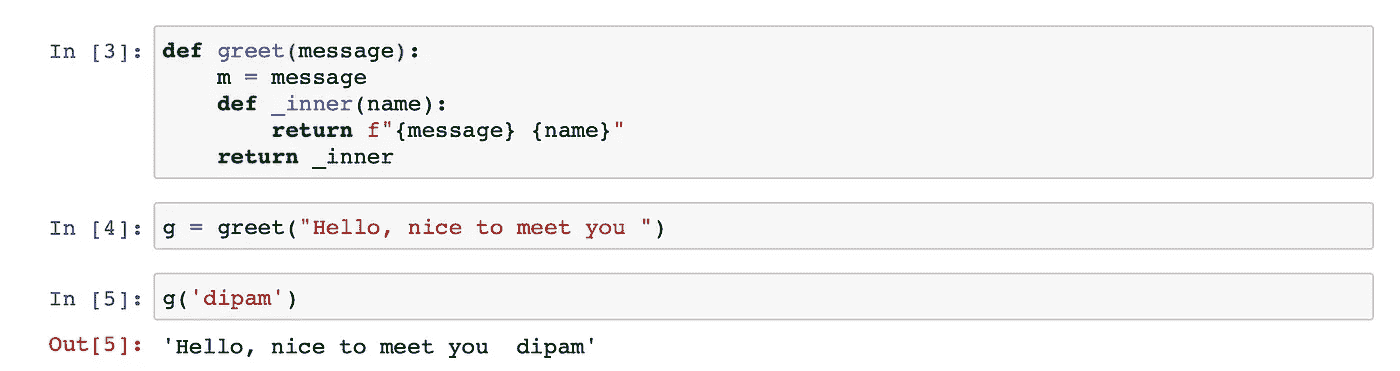 In [3]: def greet(message):
    m = message
    def _inner(name):
        return f"{message} {name}"
    return _inner
In [4]: g = greet("Hello, nice to meet you ")
In [5]: g('dipam')
Out[5]: 'Hello, nice to meet you  dipam'